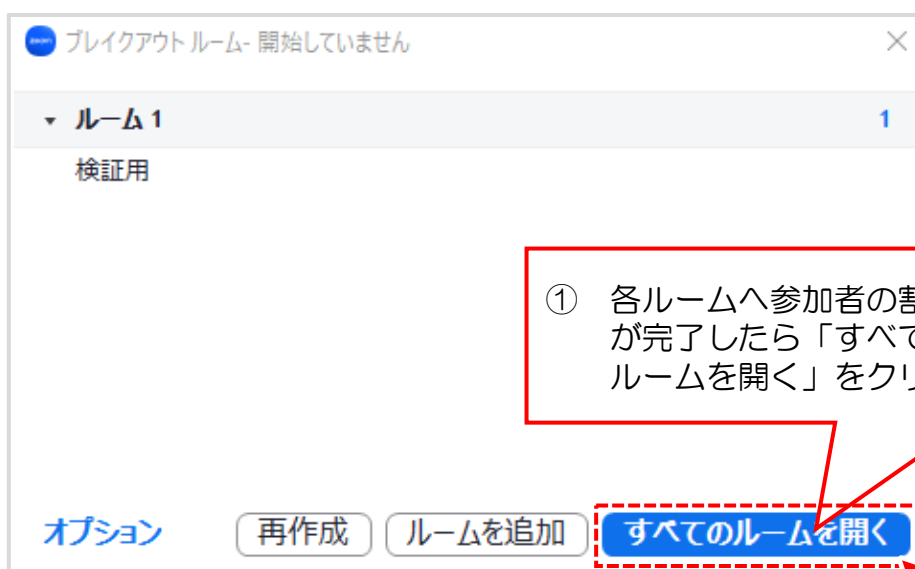 ブレイクアウト ルーム- 開始していません
ルーム 1 1
検証用
① 各ルームへ参加者の割
が完了したら「すべて
ルームを開く」をクリ
オプション 再作成 ルームを追加 すべてのルームを開く